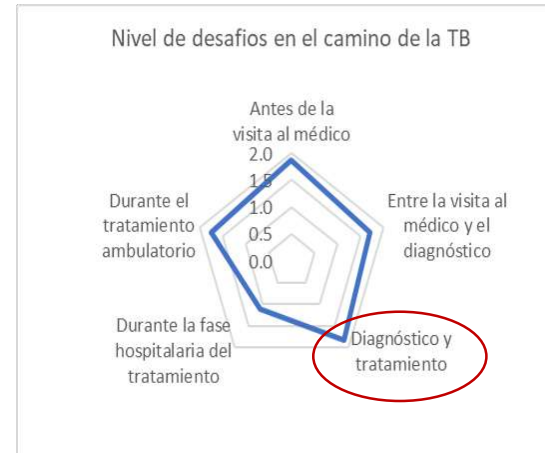 Nivel de desafios en el camino de la TB
Antes de la
visita al médico
2.0
1.5
1.0
0.5
0.0
Entre la visita al
médico y el
diagnóstico
Diagnóstico y
tratamiento
Durante la fase
hospitalaria del
tratamiento
Durante el
tratamiento
ambulatorio